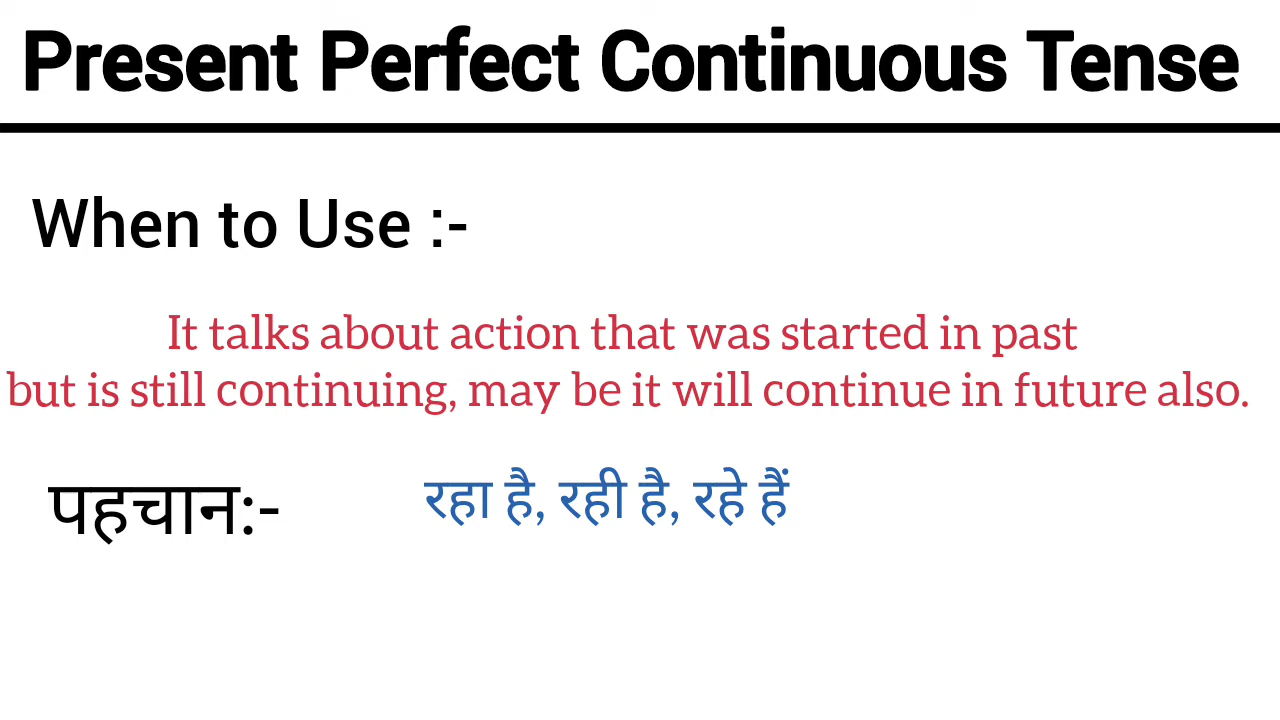 Present Perfect Continuous Tense
When to Use :-
It talks about action that was started in past
but is still continuing, may be it will continue in future also.
पहचान:- रहा है, रही है, रहे हैं